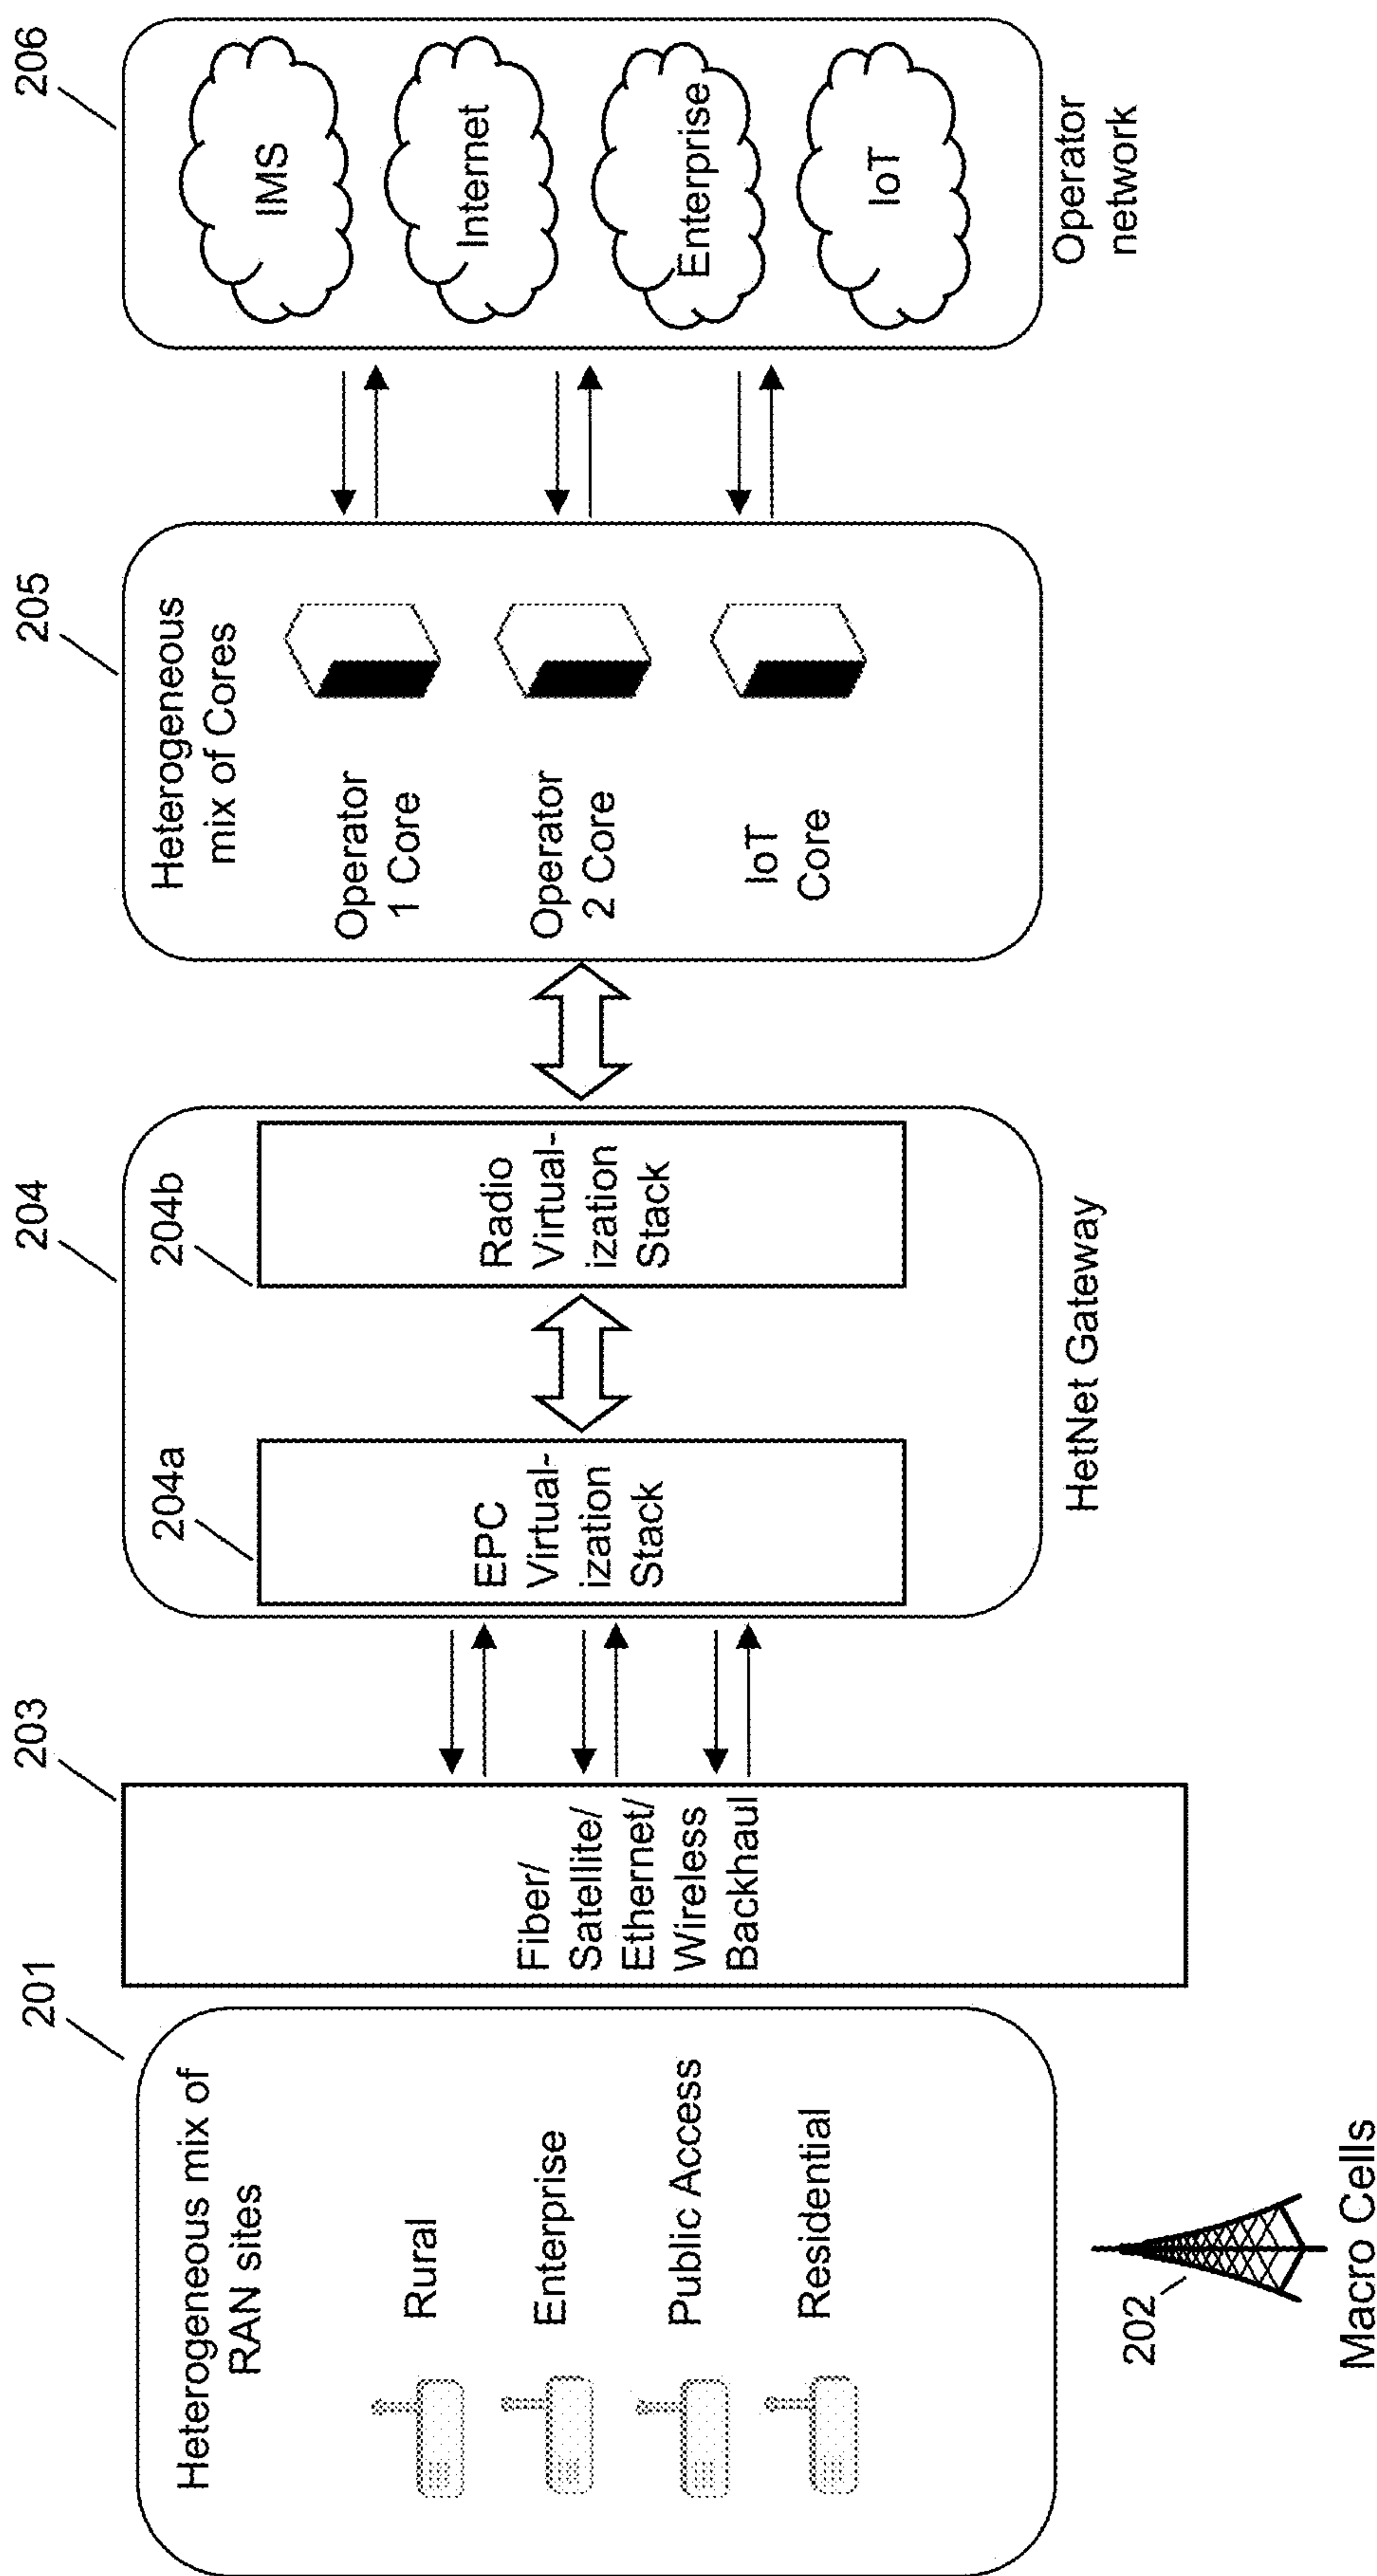 201
Heterogeneous mix of
RAN sites
Rural
Enterprise
Public Access
Residential
202
Macro Cells
203
Fiber/
Satellite/
Ethernet/
Wireless
Backhaul
204
204a
EPC
Virtual-
ization
Stack
204b
Radio
Virtual-
ization
Stack
HetNet Gateway
205
Heterogeneous
mix of Cores
Operator
1 Core
Operator
2 Core
IoT
Core
206
IMS
Internet
Enterprise
IoT
Operator
network